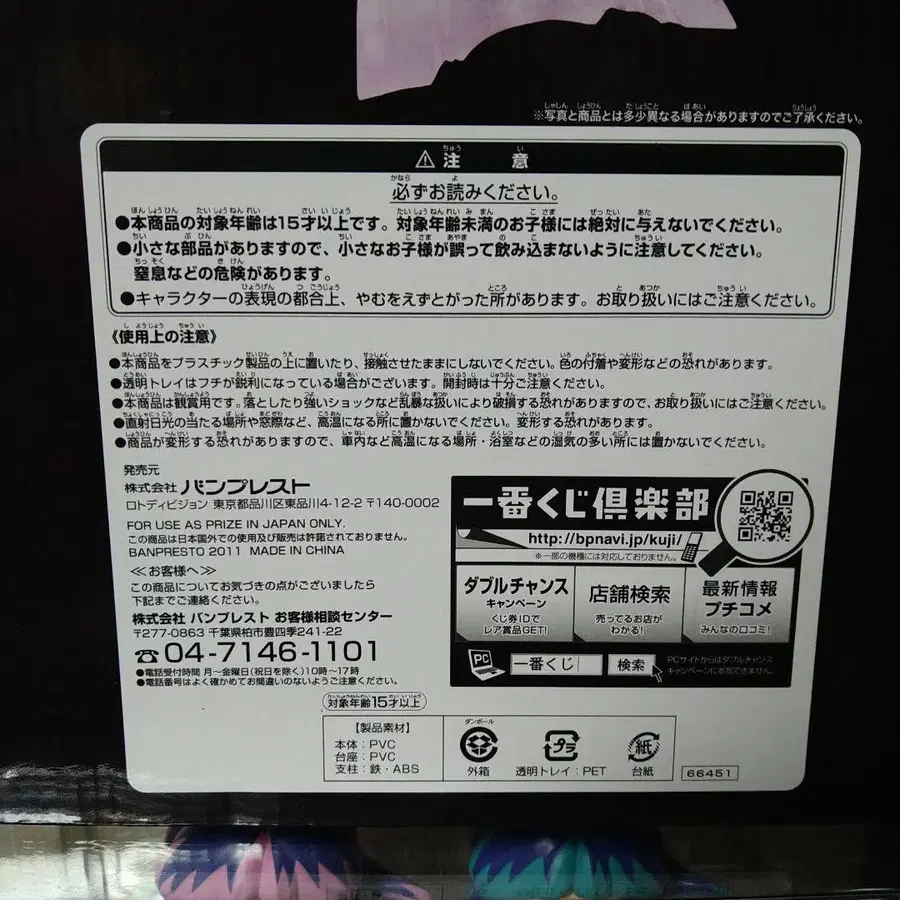 ※写真と商品とは多少異なる場合がありますのでご了承ください。
⚠注 意
必ずお読みください。
●本商品の対象年齢は15才以上です。対象年齢未満のお子様には絶対に与えないでください。
●小さな部品がありますので、小さなお子様が誤って飲み込まないように注意してください。
窒息などの危険があります。
●キャラクターの表現の都合上、やむをえずとがった所があります。お取り扱いにはご注意ください。
《使用上の注意》
●本商品をプラスチック製品の上に置いたり、接触させたままにしないでください。色の付着や変形などの恐れがあります。
●透明トレイはフチが鋭利になっている場合がございます。開封時は十分ご注意ください。
●本商品は観賞用です。落としたり強いショックなど乱暴な扱いにより破損する恐れがありますので、お取り扱いにはご注意ください。
●直射日光の当たる場所や窓際など、高温になる所に置かないでください。変形する恐れがあります。
●商品が変形する恐れがありますので、車内など高温になる場所・浴室などの湿気の多い所には置かないでください。
発売元
株式会社 バンプレスト
ロトディビジョン 東京都品川区東品川4-12-2 〒140-0002
FOR USE AS PRIZE IN JAPAN ONLY.
この商品は日本国外での使用及び販売は許諾されておりません。
BANPRESTO 2011 MADE IN CHINA
≪お客様へ≫
この商品についてお気づきの点がございましたら
下記までご連絡ください。
株式会社 バンプレスト お客様相談センター
〒277-0863 千葉県柏市豊四季241-22
☎04-7146-1101
●電話受付時間 月〜金曜日(祝日を除く)10時〜17時
●電話番号はよく確かめてお間違いのないようご注意ください。
一番くじ倶楽部
http://bpnavi.jp/kuji/
※一部の機種には対応しておりません。
ダブルチャンス
キャンペーン
くじ券IDで
レア賞品GET!
店舗検索
売ってるお店が
わかる!
最新情報
プチコメ
みんなの口コミ!
PC
一番くじ
検索
PCサイトからはダブルチャンス
キャンペーンに参加できません。
対象年齢15才以上
【製品素材】
本体:PVC
台座:PVC
支柱:鉄・ABS
ダンボール
外箱
プラ
透明トレイ:PET
紙
台紙
66451